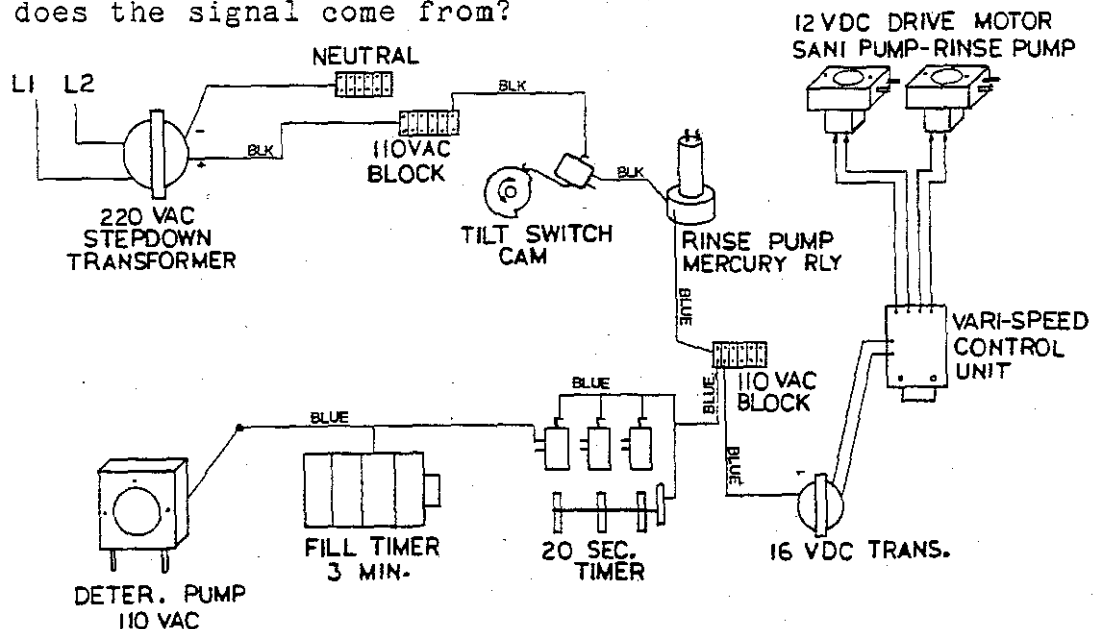 does the signal come from?
12 VDC DRIVE MOTOR
SANI PUMP-RINSE PUMP
NEUTRAL
L1 L2
BLK
BLK
110VAC
BLOCK
220 VAC
STEPDOWN
TRANSFORMER
TILT SWITCH
CAM
BLK
RINSE PUMP
MERCURY RLY
BLUE
VARI-SPEED
CONTROL
UNIT
110 VAC
BLOCK
BLUE
BLUE
BLUE
BLUE
FILL TIMER
3 MIN.
20 SEC.
TIMER
16 VDC TRANS.
DETER. PUMP
110 VAC